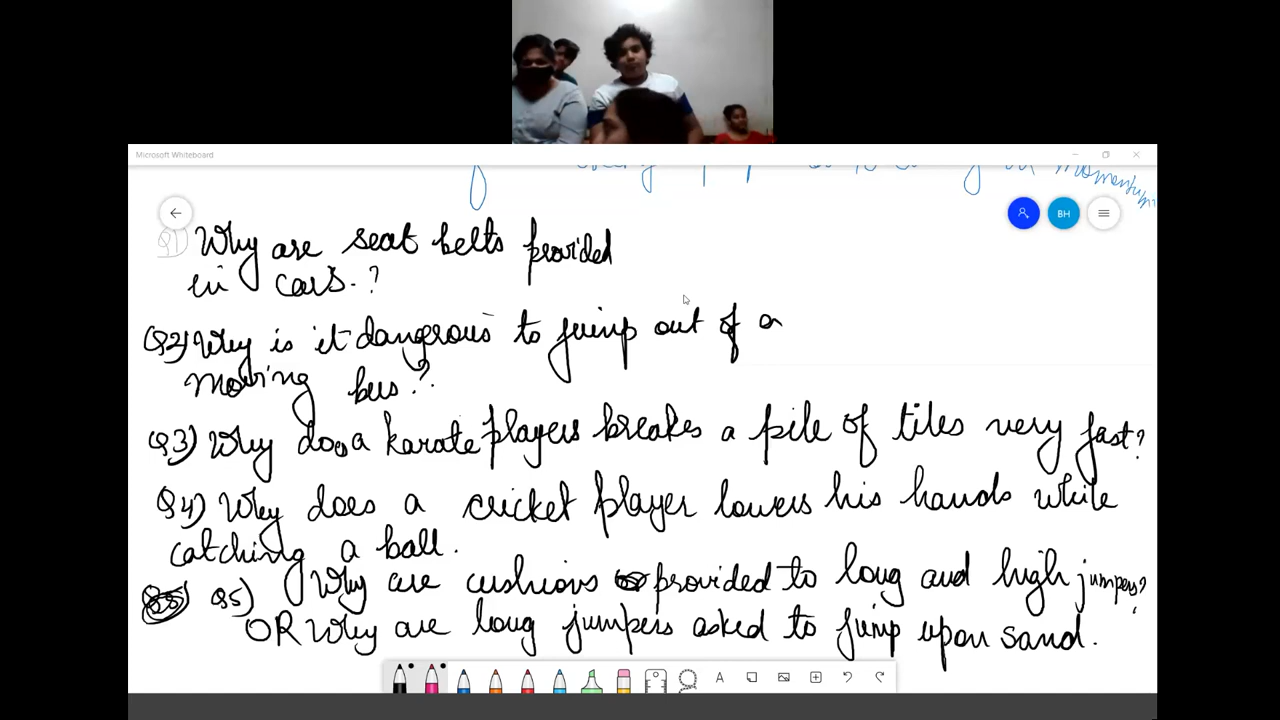 Microsoft Whiteboard
momentum
BH
Q1) Why are seat belts provided
in cars.?
Q2) Why is it dangrous to jump out of a
moving bus.?
Q3) Why does a karate players breakes a pile of tiles very fast?
Q4) Why does a cricket player lowers his hands while
catching a ball.
Q5) Why are cushions provided to long and high jumpers?
OR Why are long jumpers asked to jump upon sand.
A